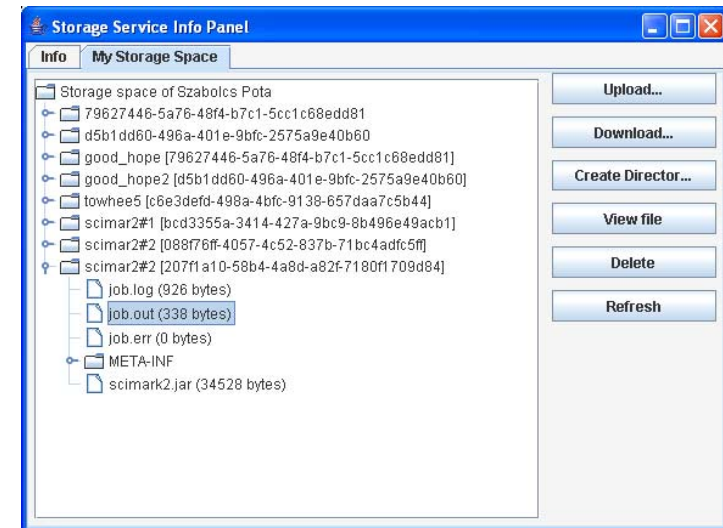 Storage Service Info Panel
Info My Storage Space
Storage space of Szabolcs Pota
79627446-5a76-48f4-b7c1-5cc1c68edd81
d5b1dd60-496a-401e-9bfc-2575a9e40b60
good_hope [79627446-5a76-48f4-b7c1-5cc1c68edd81]
good_hope2 [d5b1dd60-496a-401e-9bfc-2575a9e40b60]
towhee5 [c6e3defd-498a-4bfc-9138-657daa7c5b44]
scimar2#1 [bcd3355a-3414-427a-9bc9-8b496e49acb1]
scimar2#2 [088f76ff-4057-4c52-837b-71bc4adfc5ff]
scimar2#2 [207f1a10-58b4-4a8d-a82f-7180f1709d84]
job.log (926 bytes)
job.out (338 bytes)
job.err (0 bytes)
META-INF
scimark2.jar (34528 bytes)
Upload...
Download...
Create Director...
View file
Delete
Refresh